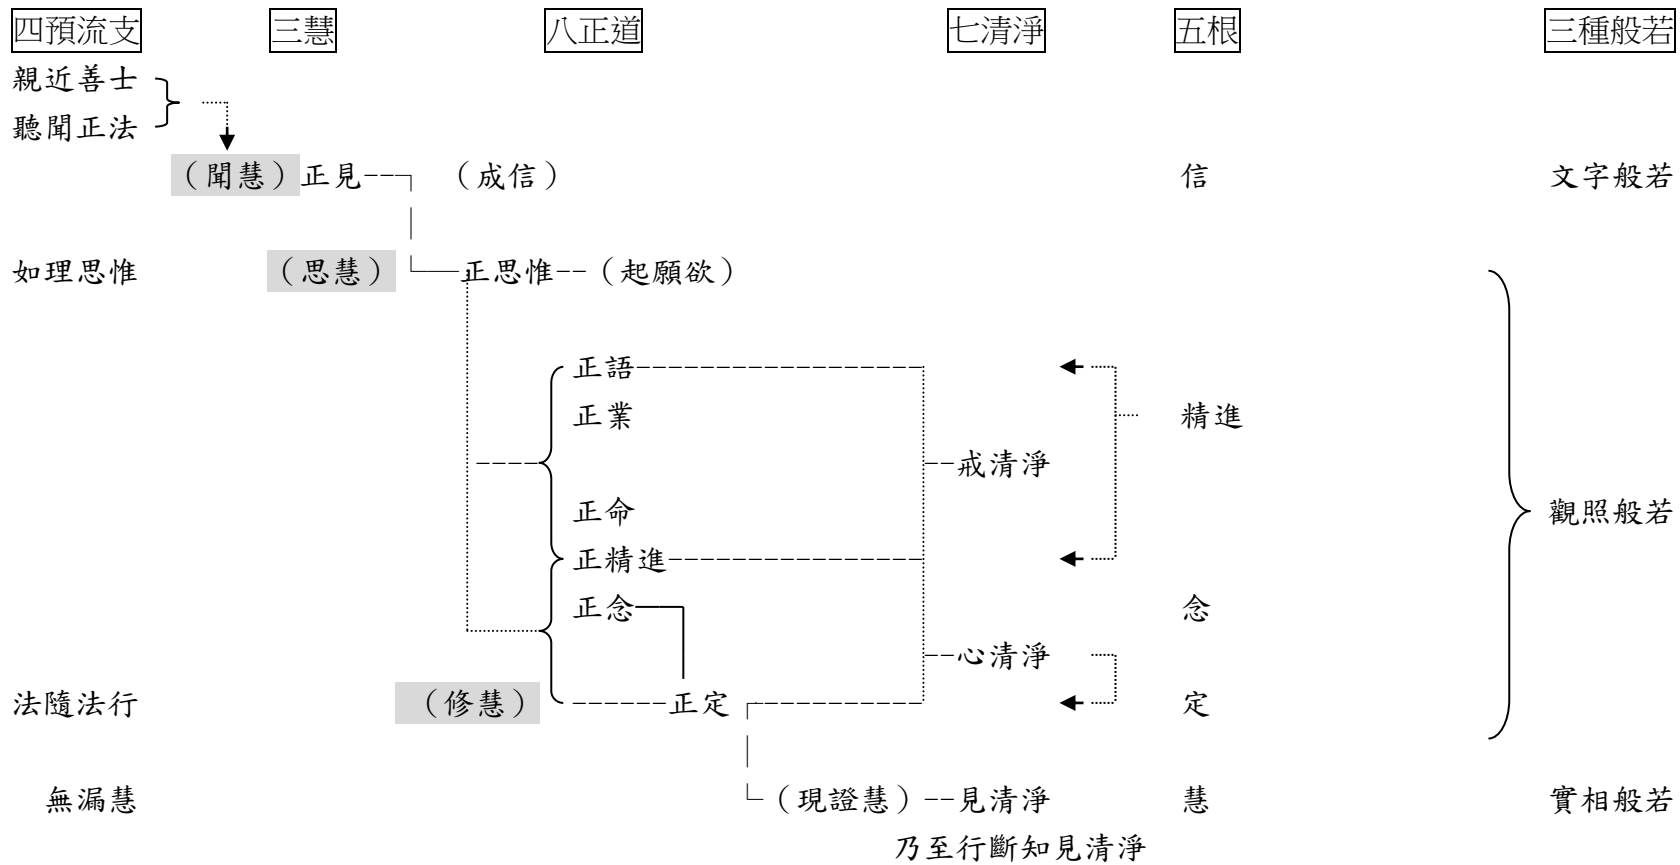 四預流支 三慧 八正道 七清淨 五根 三種般若
親近善士
聽聞正法
（聞慧）正見 （成信） 信 文字般若
如理思惟 （思慧） 正思惟--（起願欲）
正語
正業 精進
戒清淨
正命 觀照般若
正精進
正念 念
心清淨
法隨法行 （修慧） 正定 定
無漏慧 （現證慧）--見清淨 慧 實相般若
乃至行斷知見清淨